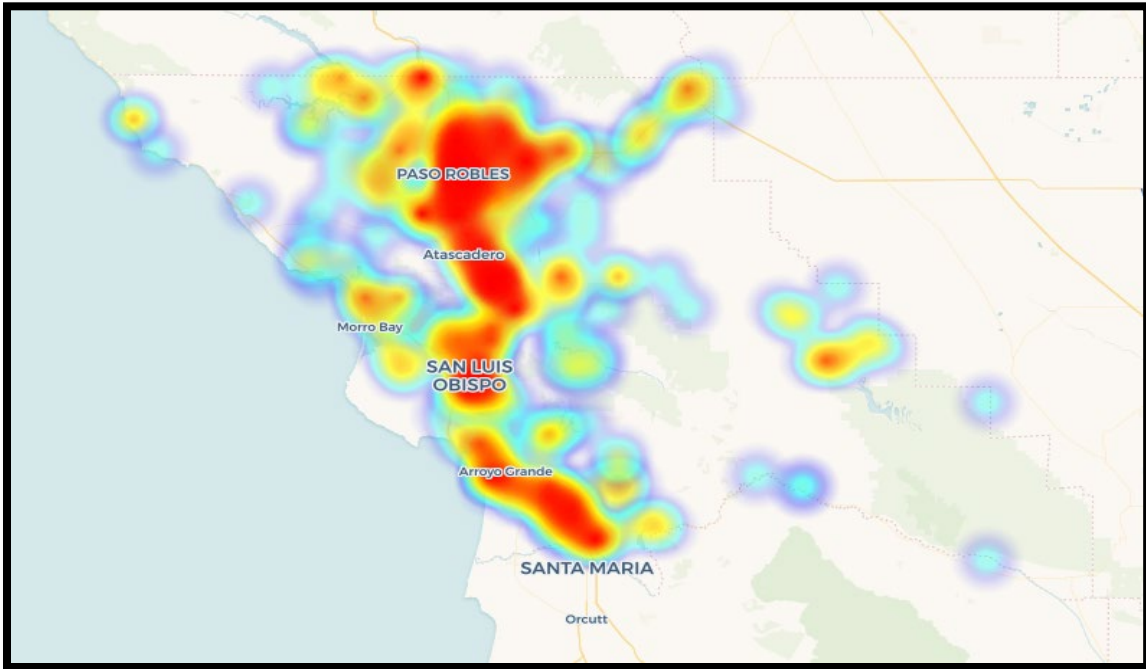 PASO ROBLES
Atascadero
Morro Bay
SAN LUIS
OBISPO
Arroyo Grande
SANTA MARIA
Orcutt